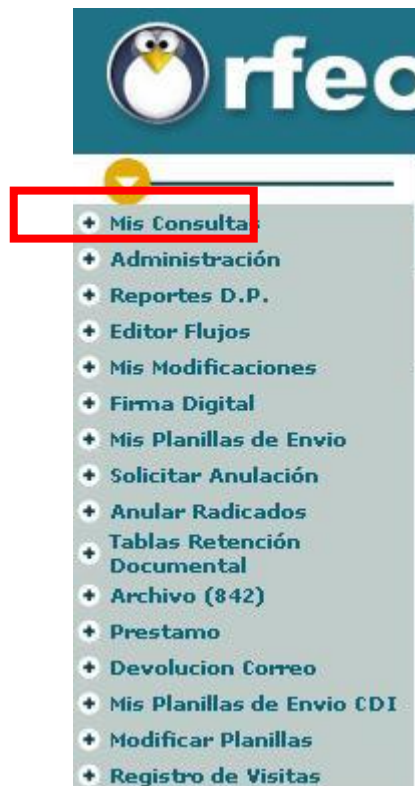 Orfeo
Mis Consultas
Administración
Reportes D.P.
Editor Flujos
Mis Modificaciones
Firma Digital
Mis Planillas de Envio
Solicitar Anulación
Anular Radicados
Tablas Retención
Documental
Archivo (842)
Prestamo
Devolucion Correo
Mis Planillas de Envio CDI
Modificar Planillas
Registro de Visitas